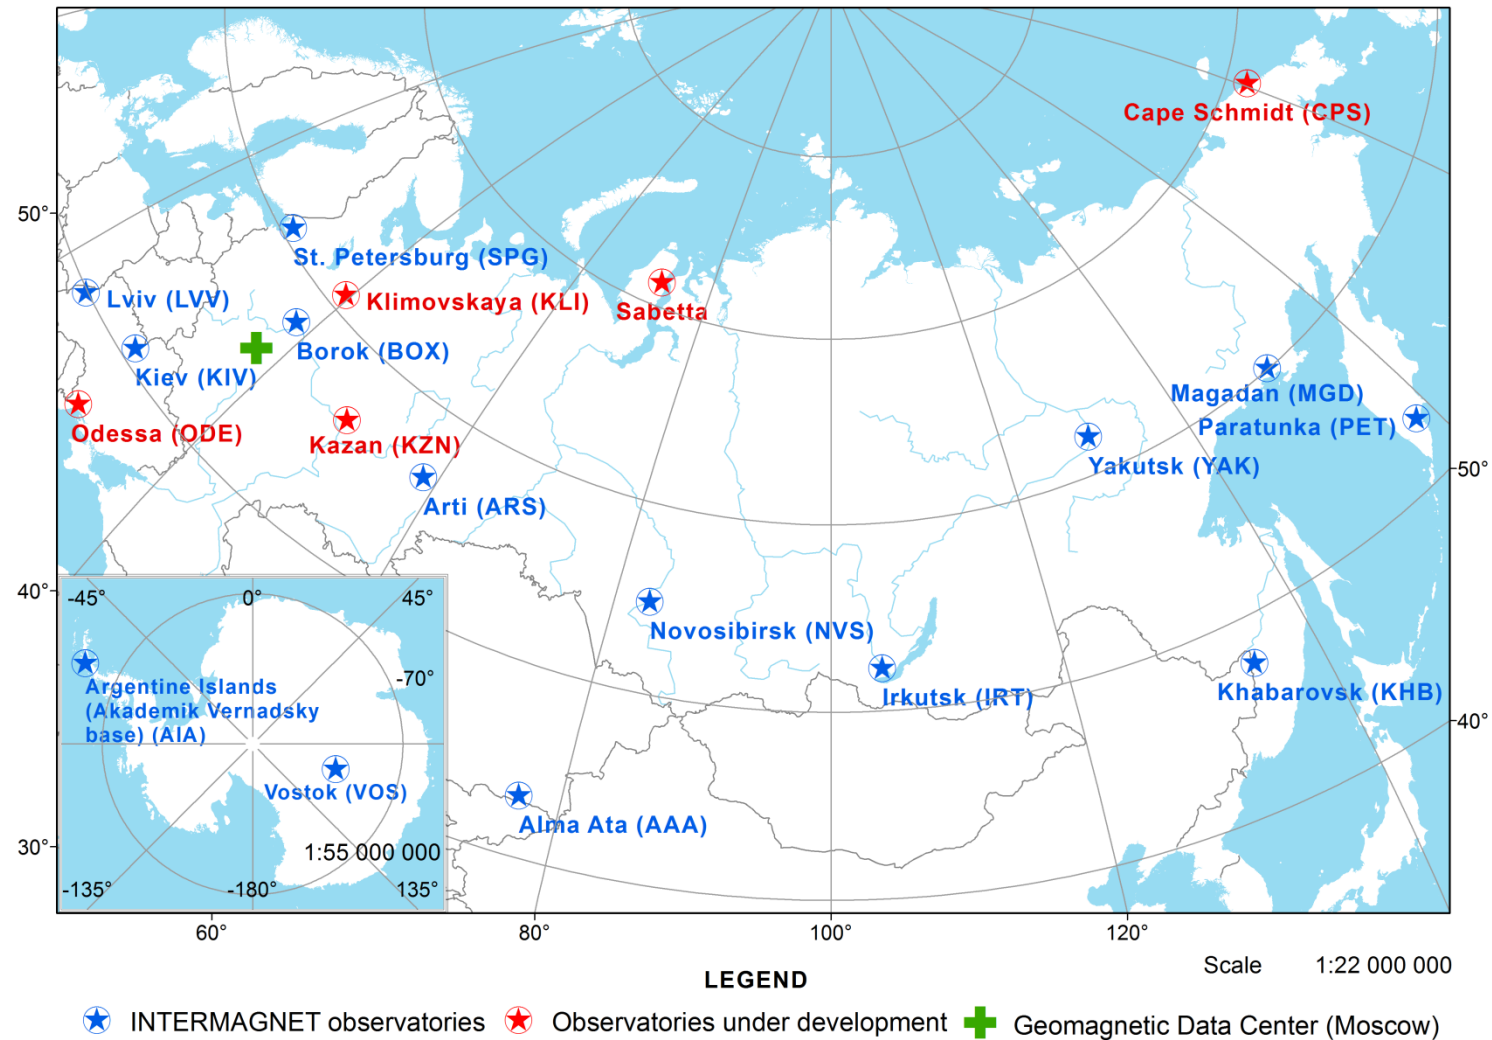 Cape Schmidt (CPS)
50°
St. Petersburg (SPG)
Lviv (LVV)
Klimovskaya (KLI)
Sabetta
Borok (BOX)
Kiev (KIV)
Magadan (MGD)
Paratunka (PET)
Odessa (ODE)
Kazan (KZN)
Yakutsk (YAK)
50°
Arti (ARS)
40°
-45°
0°
45°
Novosibirsk (NVS)
-70°
Argentine Islands
(Akademik Vernadsky
base) (AIA)
Irkutsk (IRT)
Khabarovsk (KHB)
40°
Vostok (VOS)
Alma Ata (AAA)
30°
1:55 000 000
-135°
-180°
135°
60°
80°
100°
120°
Scale 1:22 000 000
LEGEND
INTERMAGNET observatories
Observatories under development
Geomagnetic Data Center (Moscow)